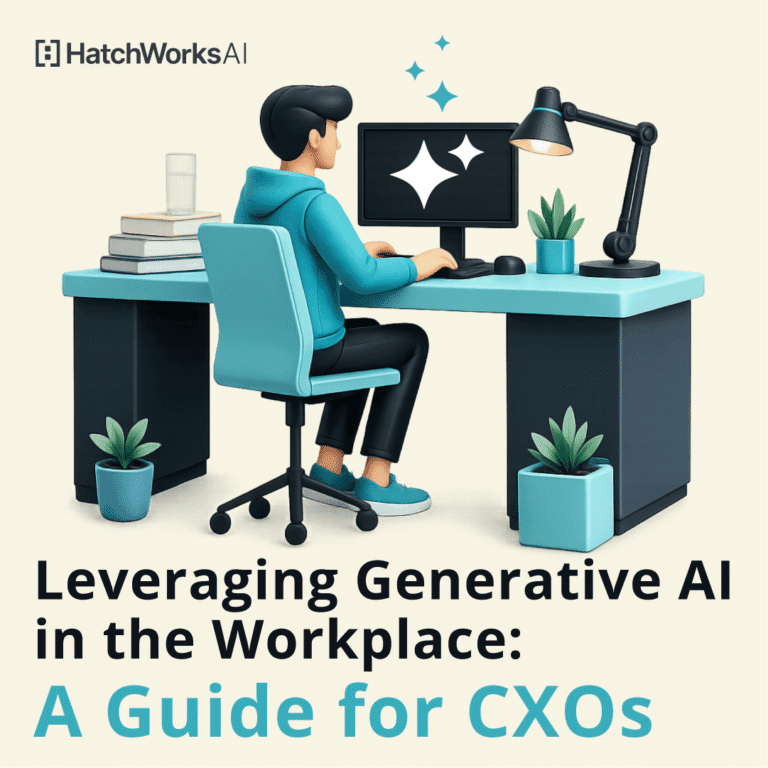 HatchWorksAI
Leveraging Generative AI
in the Workplace:
A Guide for CXOs